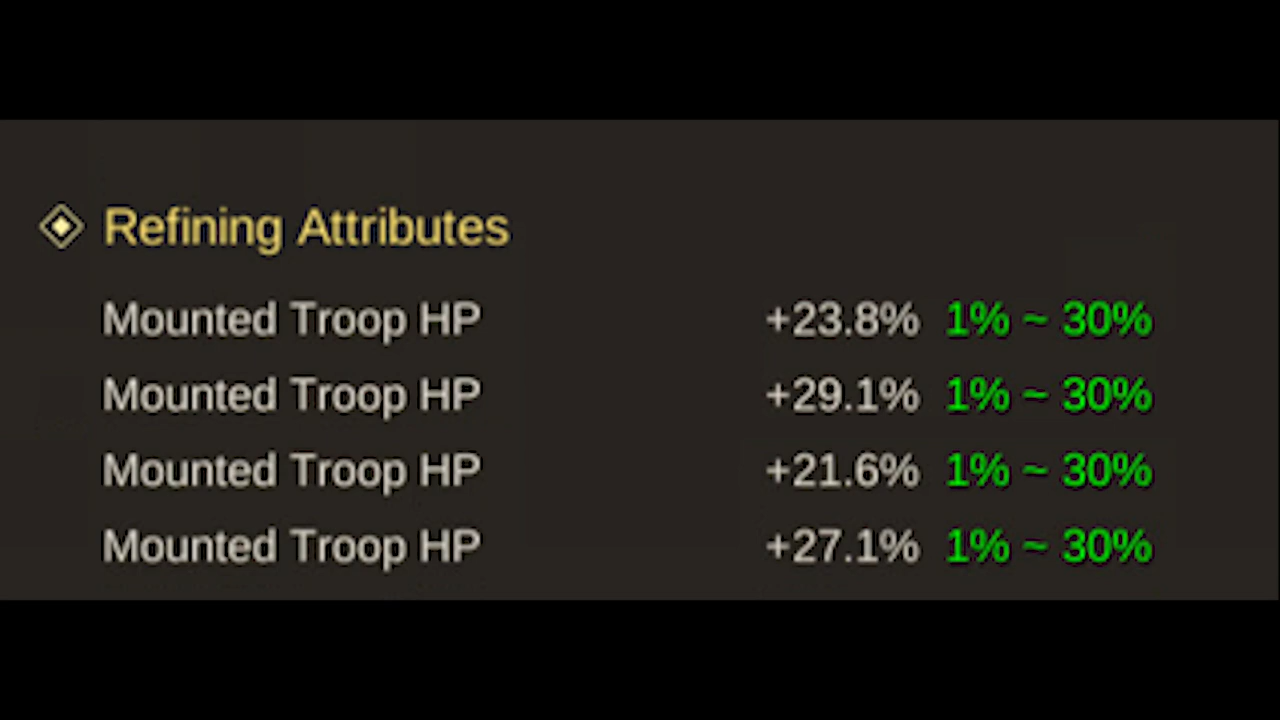 Refining Attributes
Mounted Troop HP +23.8% 1% ~ 30%
Mounted Troop HP +29.1% 1% ~ 30%
Mounted Troop HP +21.6% 1% ~ 30%
Mounted Troop HP +27.1% 1% ~ 30%